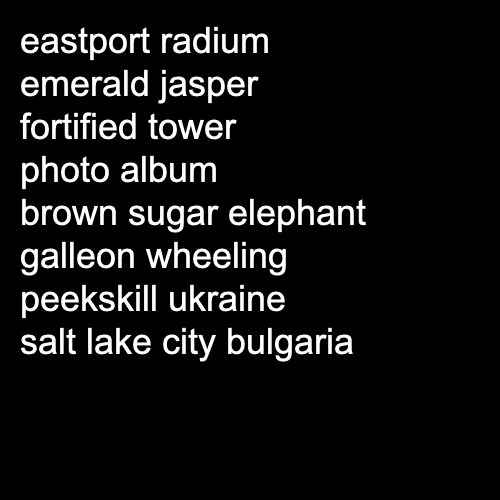 eastport radium
emerald jasper
fortified tower
photo album
brown sugar elephant
galleon wheeling
peekskill ukraine
salt lake city bulgaria